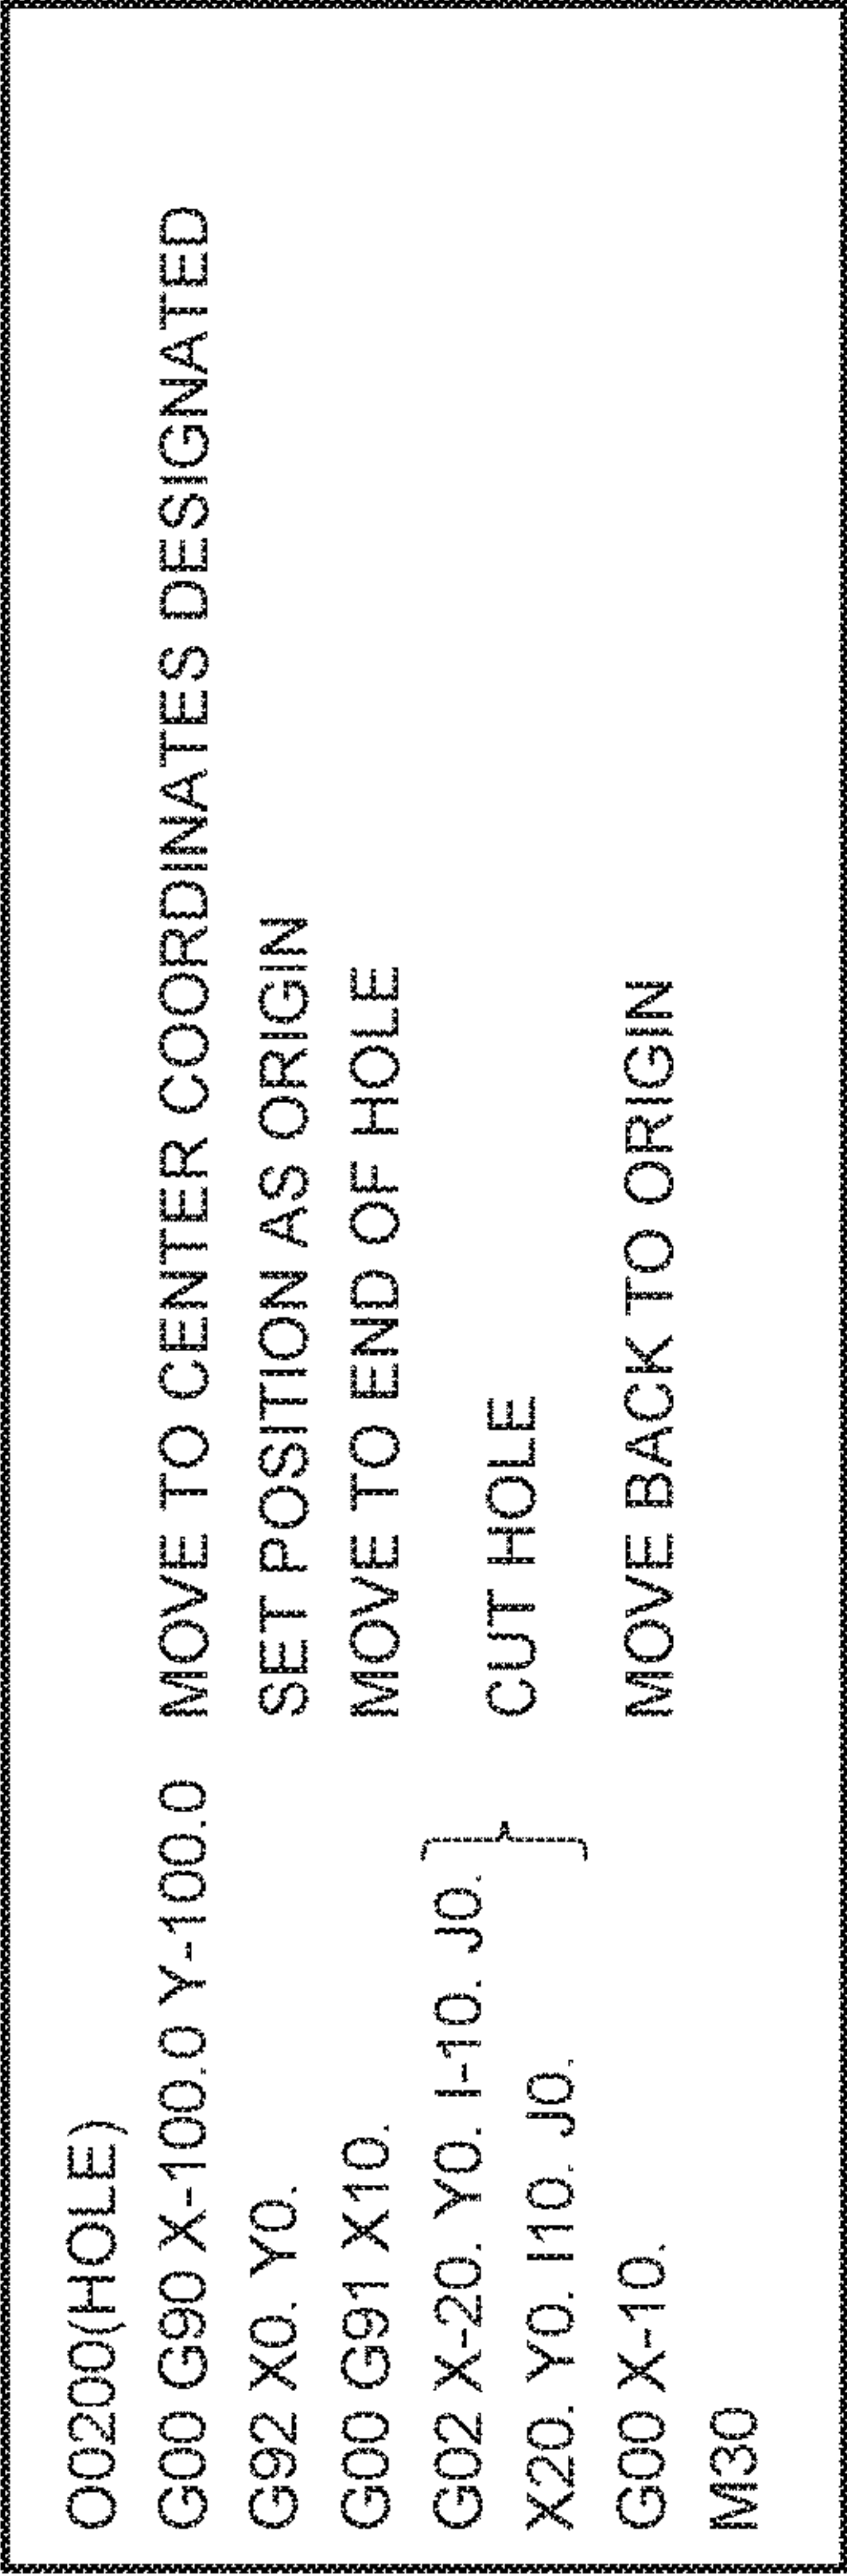 O0200(HOLE)
G00 G90 X-100.0 Y-100.0 MOVE TO CENTER COORDINATES DESIGNATED
G92 X0. Y0. SET POSITION AS ORIGIN
G00 G91 X10. MOVE TO END OF HOLE
G02 X-20. Y0. I-10. J0.
CUT HOLE
X20. Y0. I10. J0.
G00 X-10. MOVE BACK TO ORIGIN
M30